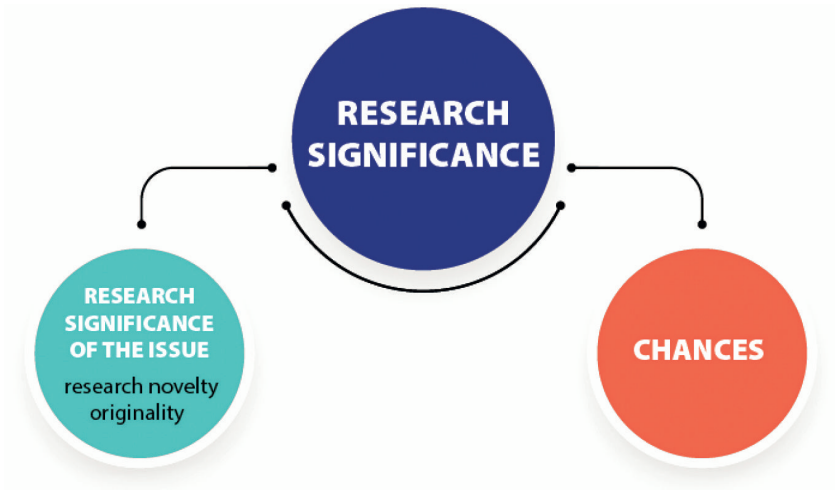 RESEARCH
SIGNIFICANCE
RESEARCH
SIGNIFICANCE
OF THE ISSUE
research novelty
originality
CHANCES